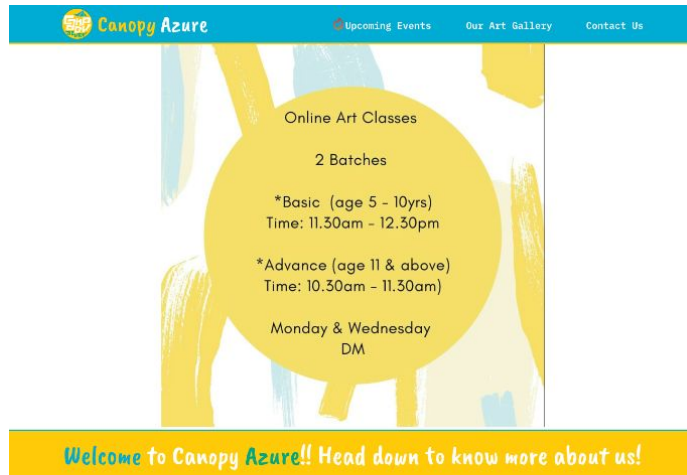 Canopy Azure
Upcoming Events
Our Art Gallery
Contact Us
Online Art Classes
2 Batches
*Basic (age 5 - 10yrs)
Time: 11.30am - 12.30pm
*Advance (age 11 & above)
Time: 10.30am - 11.30am)
Monday & Wednesday
DM
Welcome to Canopy Azure!! Head down to know more about us!